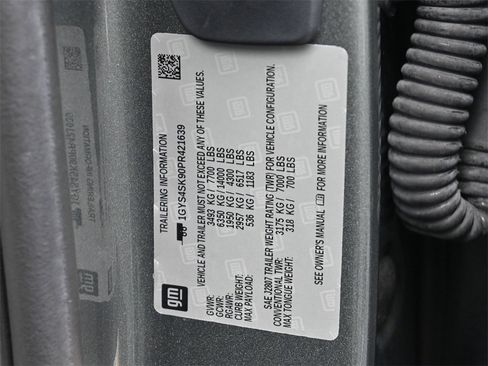 TRAILERING INFORMATION
1GYS4SK90PR421639
VEHICLE AND TRAILER MUST NOT EXCEED ANY OF THESE VALUES.
GVWR: 3493 KG / 7700 LBS
GCWR: 6350 KG / 14000 LBS
RGAWR: 1950 KG / 4300 LBS
CURB WEIGHT: 2957 KG / 6517 LBS
MAX. PAYLOAD: 536 KG / 1183 LBS
SAE J2807 TRAILER WEIGHT RATING (TWR) FOR VEHICLE CONFIGURATION.
CONVENTIONAL TWR: 3175 KG / 7000 LBS
MAX TONGUE WEIGHT: 318 KG / 700 LBS
SEE OWNER'S MANUAL FOR MORE INFORMATION
gm